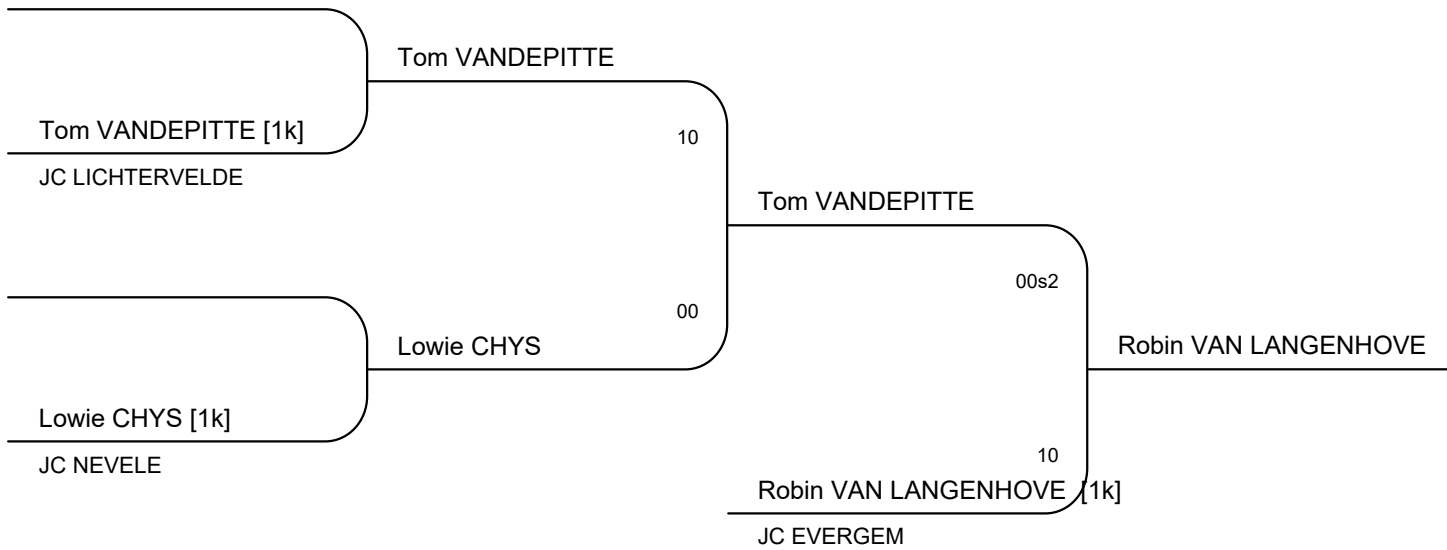 Tom VANDEPITTE
Tom VANDEPITTE [1k]
10
JC LICHTERVELDE
Tom VANDEPITTE
00s2
00
Lowie CHYS
Robin VAN LANGENHOVE
Lowie CHYS [1k]
JC NEVELE
10
Robin VAN LANGENHOVE [1k]
JC EVERGEM